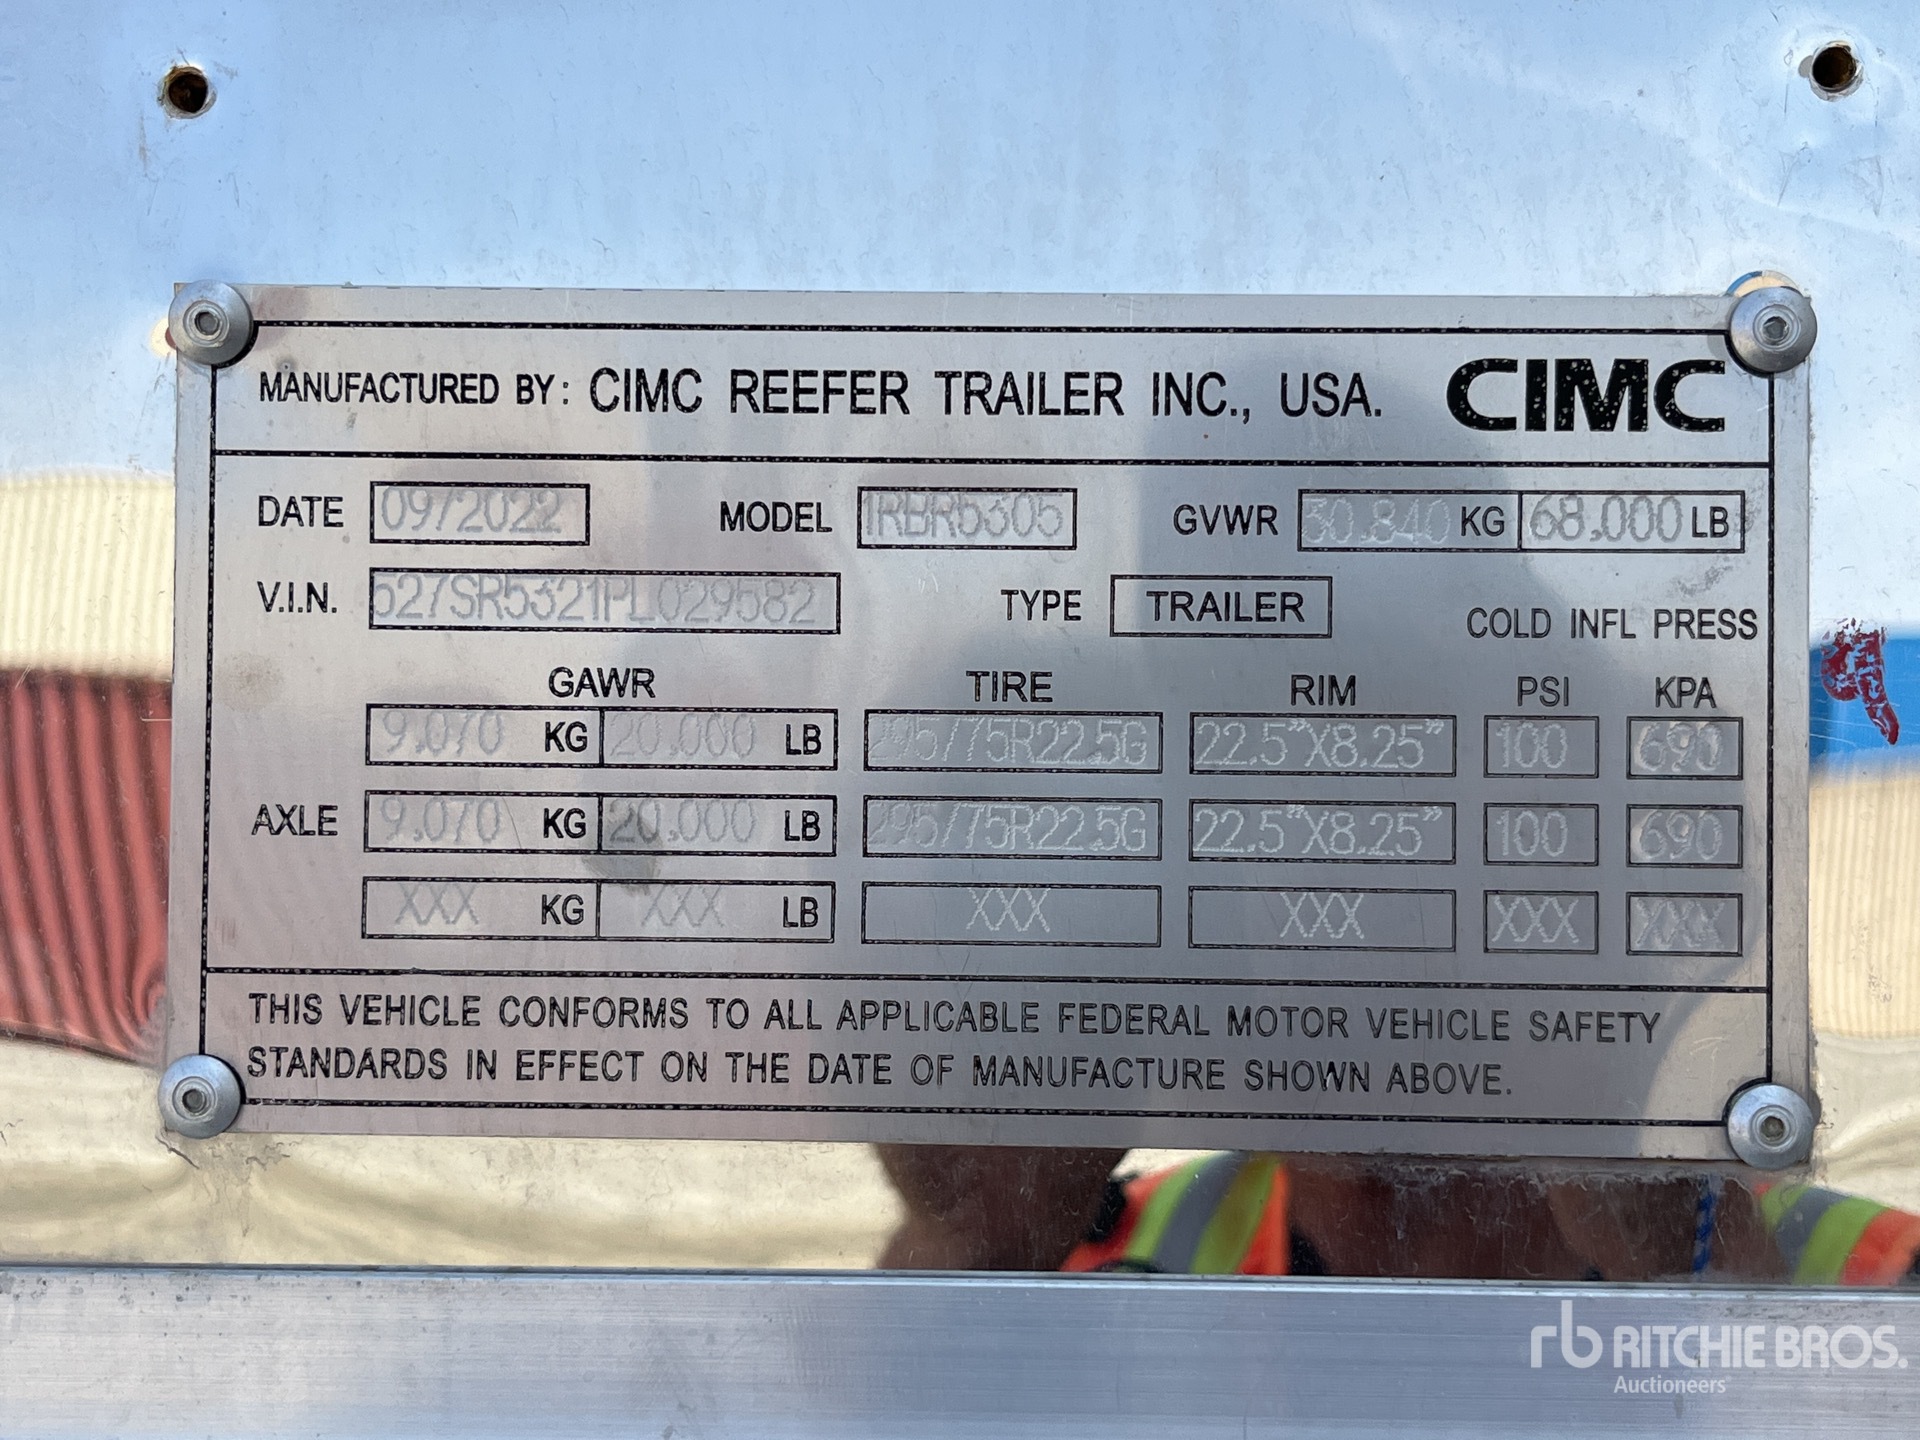 MANUFACTURED BY: CIMC REEFER TRAILER INC., USA. CIMC
DATE 09/2022 MODEL 1RBR5305 GVWR 30.840 KG 68,000 LB
V.I.N. 527SR5321PL029582 TYPE TRAILER COLD INFL PRESS
GAWR TIRE RIM PSI KPA
9,070 KG 20,000 LB 295/75R22.5G 22.5"X8.25" 100 690
AXLE 9,070 KG 20,000 LB 295/75R22.5G 22.5"X8.25" 100 690
XXX KG XXX LB XXX XXX XXX XXX
THIS VEHICLE CONFORMS TO ALL APPLICABLE FEDERAL MOTOR VEHICLE SAFETY
STANDARDS IN EFFECT ON THE DATE OF MANUFACTURE SHOWN ABOVE.
rb RITCHIE BROS.
Auctioneers